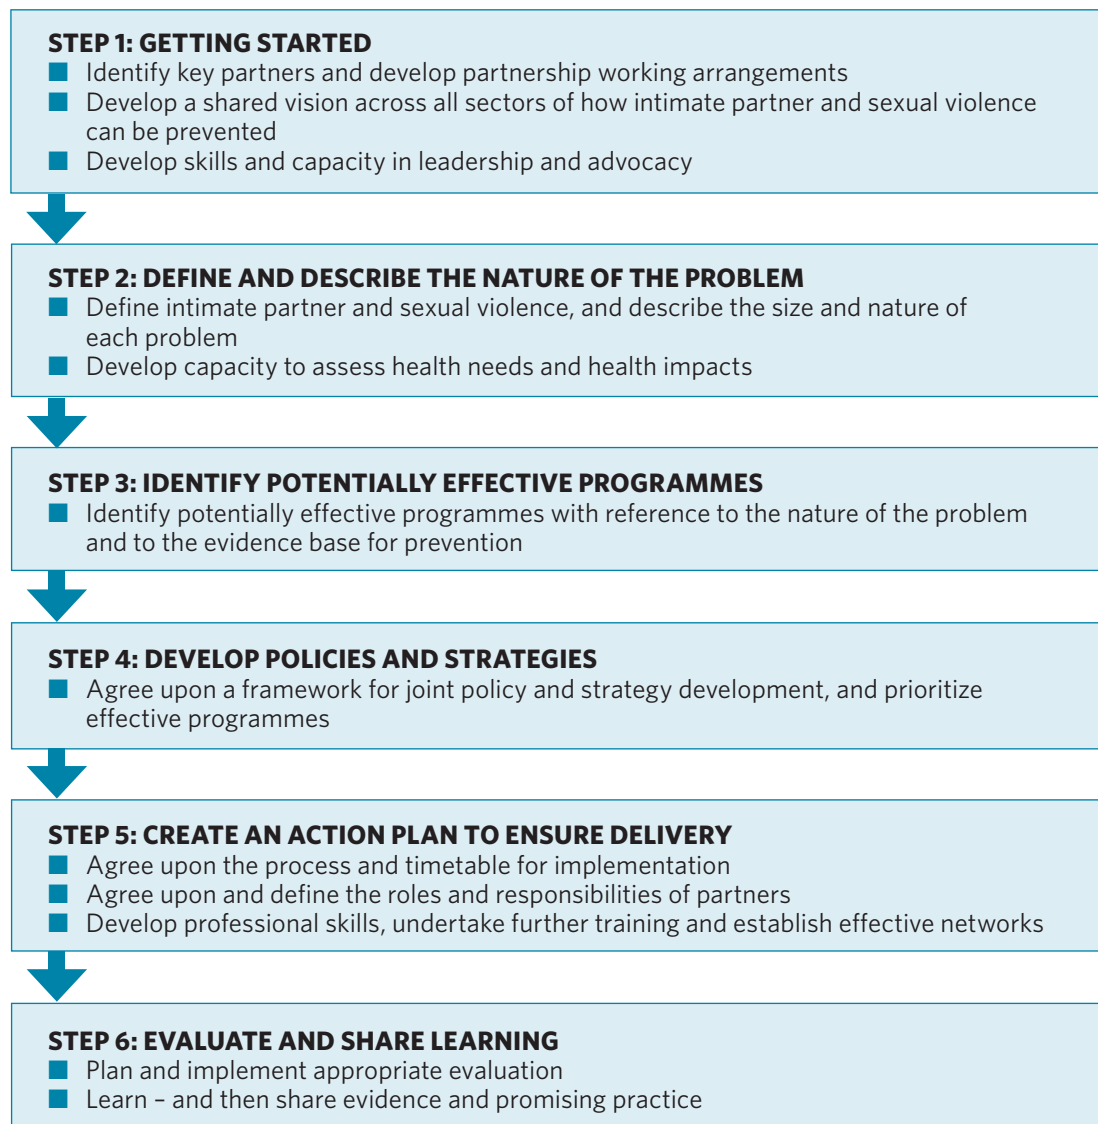 STEP 1: GETTING STARTED
■ Identify key partners and develop partnership working arrangements
■ Develop a shared vision across all sectors of how intimate partner and sexual violence
can be prevented
■ Develop skills and capacity in leadership and advocacy
STEP 2: DEFINE AND DESCRIBE THE NATURE OF THE PROBLEM
■ Define intimate partner and sexual violence, and describe the size and nature of
each problem
■ Develop capacity to assess health needs and health impacts
STEP 3: IDENTIFY POTENTIALLY EFFECTIVE PROGRAMMES
■ Identify potentially effective programmes with reference to the nature of the problem
and to the evidence base for prevention
STEP 4: DEVELOP POLICIES AND STRATEGIES
■ Agree upon a framework for joint policy and strategy development, and prioritize
effective programmes
STEP 5: CREATE AN ACTION PLAN TO ENSURE DELIVERY
■ Agree upon the process and timetable for implementation
■ Agree upon and define the roles and responsibilities of partners
■ Develop professional skills, undertake further training and establish effective networks
STEP 6: EVALUATE AND SHARE LEARNING
■ Plan and implement appropriate evaluation
■ Learn – and then share evidence and promising practice